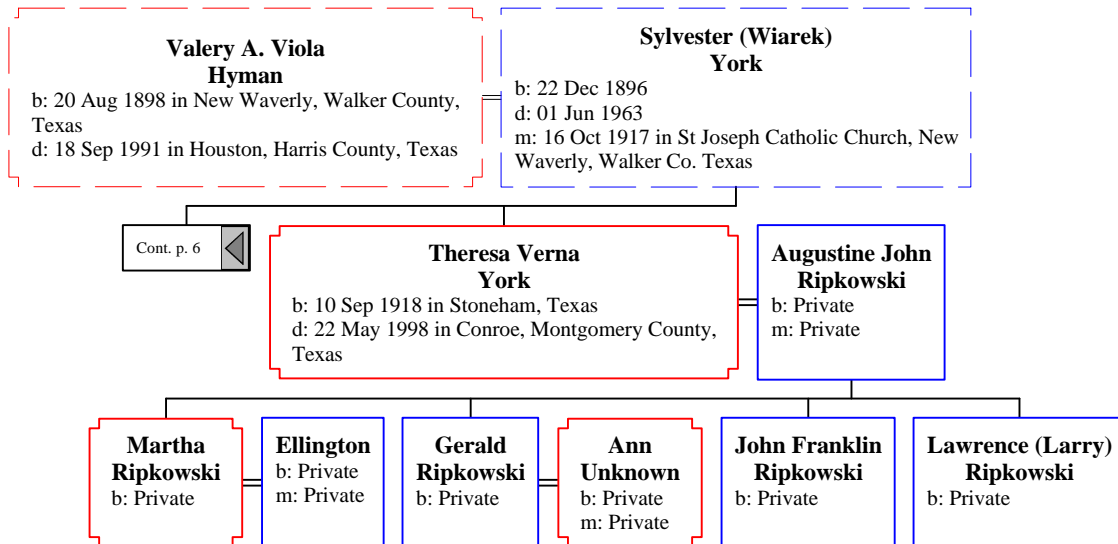 Valery A. Viola
Hyman
b: 20 Aug 1898 in New Waverly, Walker County,
Texas
d: 18 Sep 1991 in Houston, Harris County, Texas
Sylvester (Wiarek)
York
b: 22 Dec 1896
d: 01 Jun 1963
m: 16 Oct 1917 in St Joseph Catholic Church, New
Waverly, Walker Co. Texas
Cont. p. 6
Theresa Verna
York
b: 10 Sep 1918 in Stoneham, Texas
d: 22 May 1998 in Conroe, Montgomery County,
Texas
Augustine John
Ripkowski
b: Private
m: Private
Martha
Ripkowski
b: Private
Ellington
b: Private
m: Private
Gerald
Ripkowski
b: Private
Ann
Unknown
b: Private
m: Private
John Franklin
Ripkowski
b: Private
Lawrence (Larry)
Ripkowski
b: Private